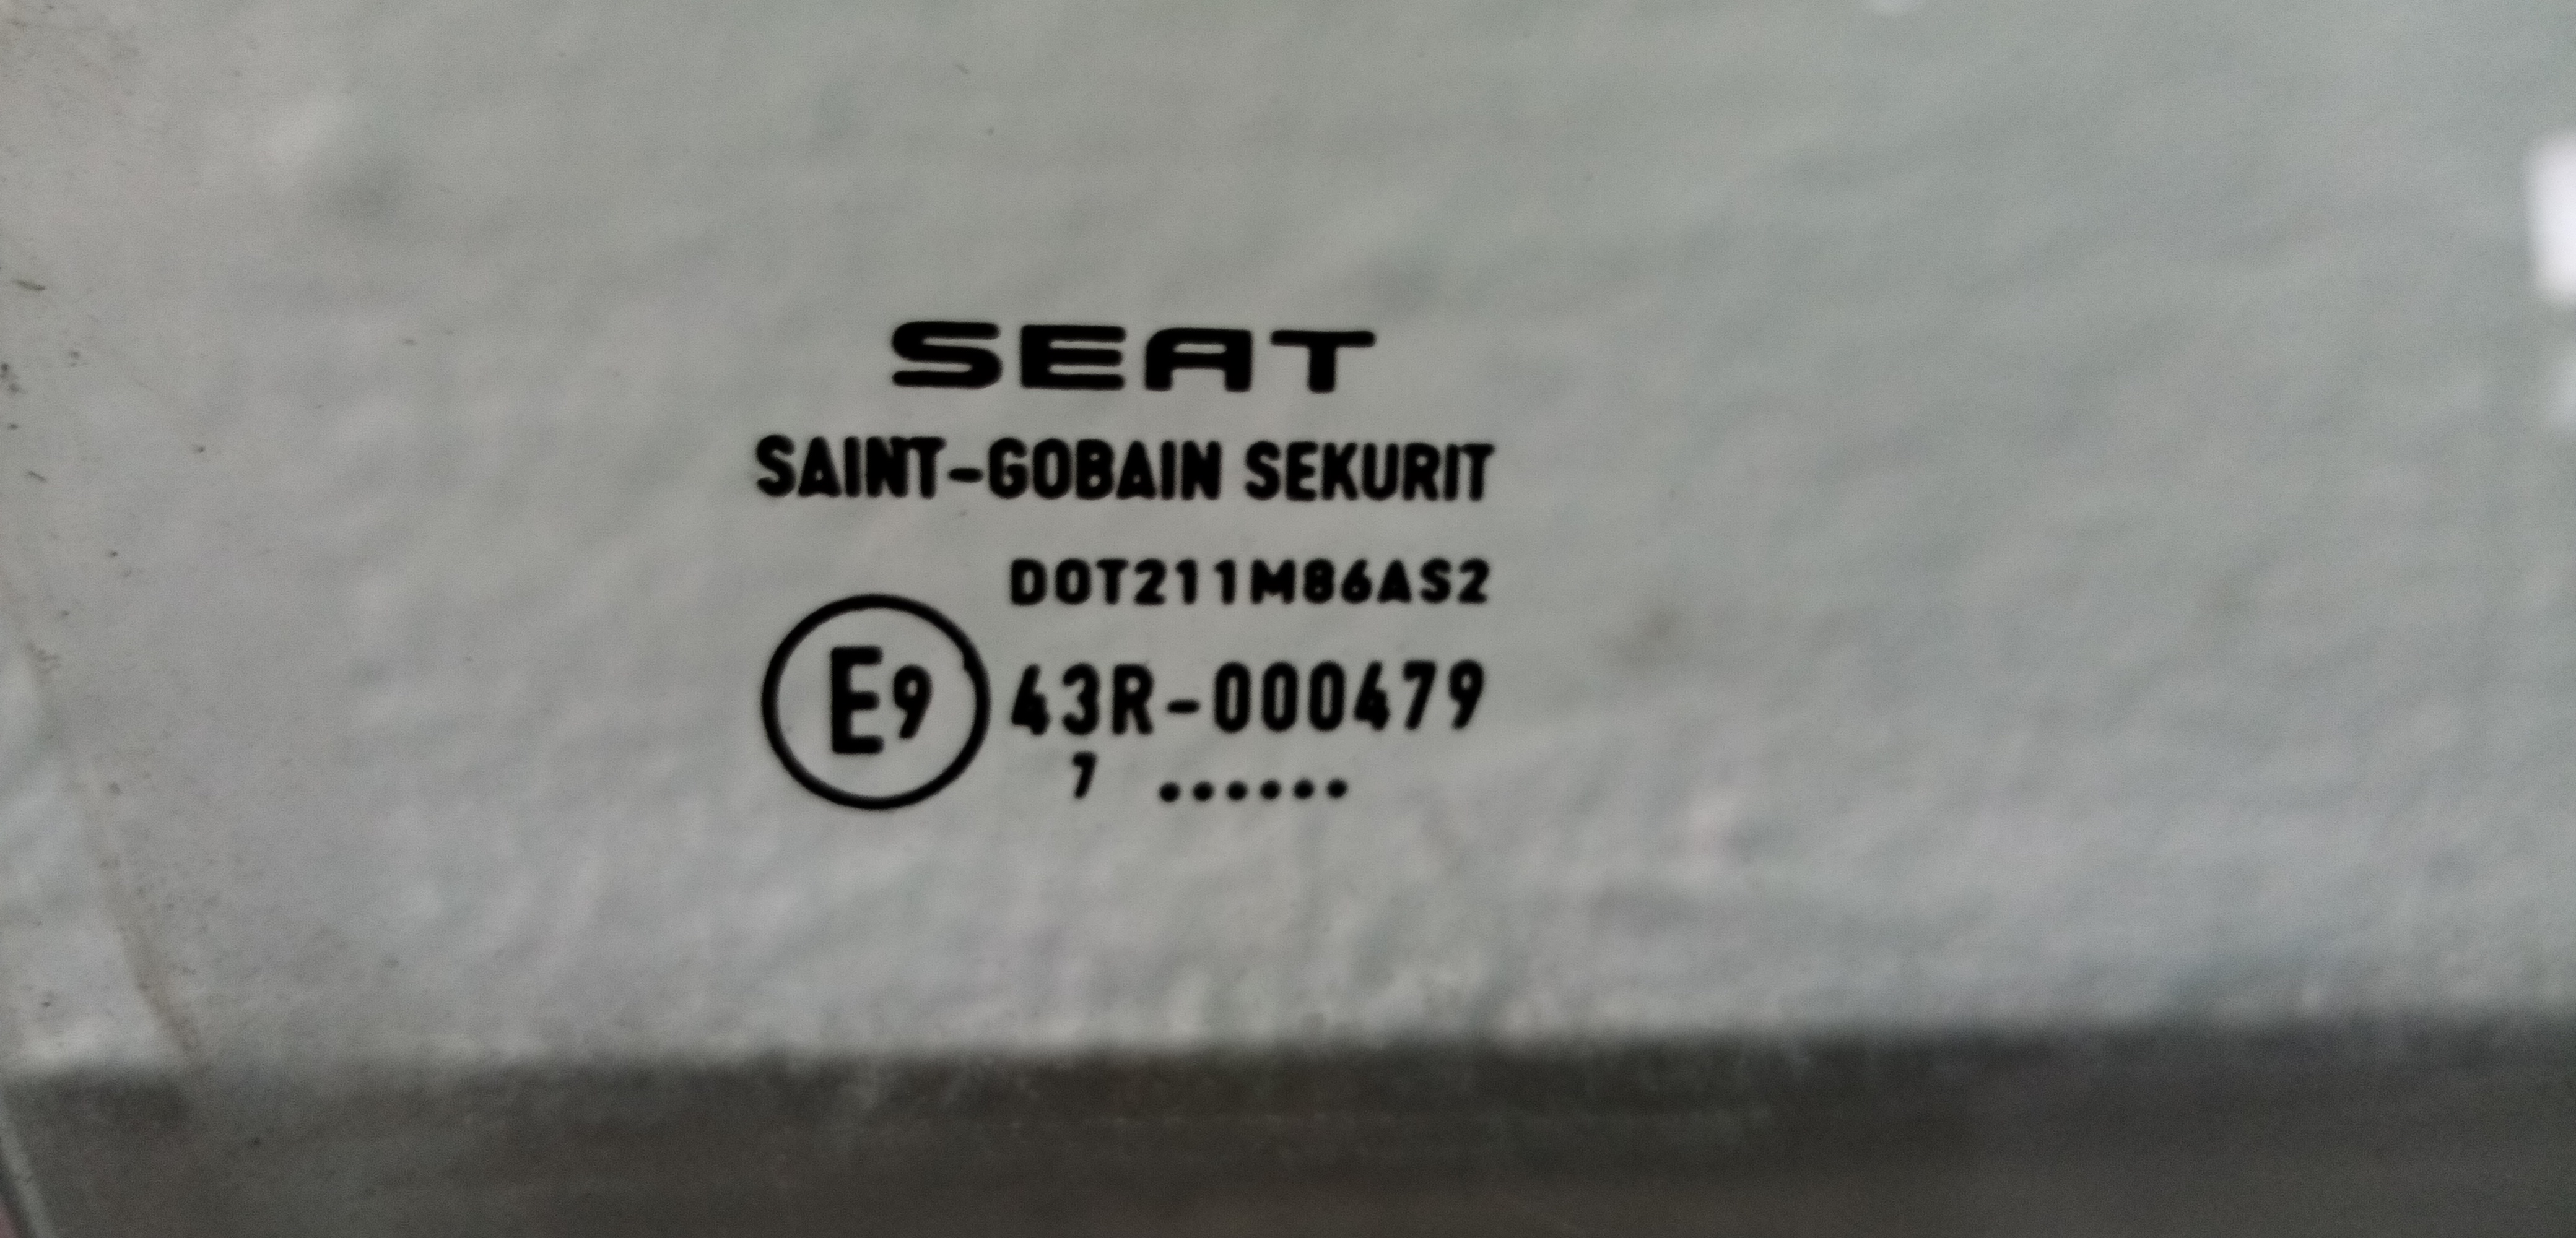 SEAT
SAINT-GOBAIN SEKURIT
DOT211M86AS2
E9 43R-000479
7 ......